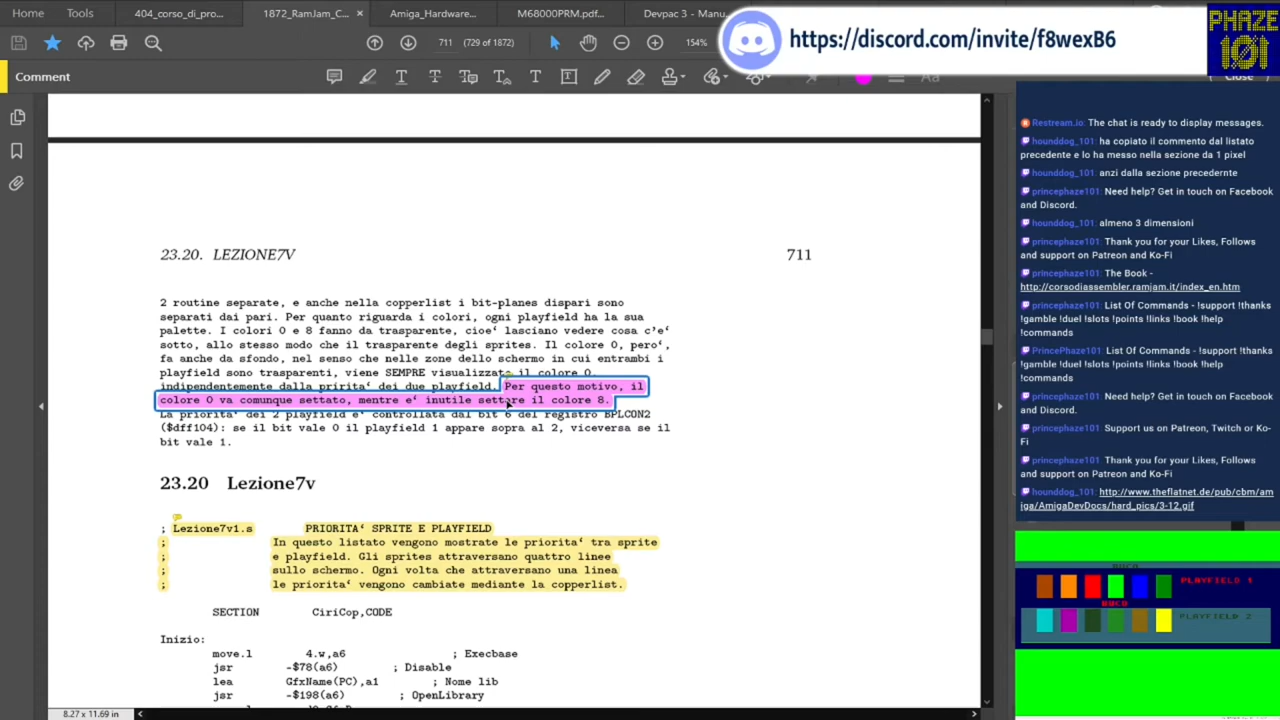 Home
Tools
404_corso_di_pro...
1872_RamJam_C...
Amiga_Hardware...
M68000PRM.pdf...
Devpac 3 - Manu...
https://discord.com/invite/f8wexB6
PHAZE
101
711 (729 of 1872)
154%
Comment
Close
23.20. LEZIONE7V 711
2 routine separate, e anche nella copperlist i bit-planes dispari sono
separati dai pari. Per quanto riguarda i colori, ogni playfield ha la sua
palette. I colori 0 e 8 fanno da trasparente, cioe‘ lasciano vedere cosa c’e‘
sotto, allo stesso modo che il trasparente degli sprites. Il colore 0, pero‘,
fa anche da sfondo, nel senso che nelle zone dello schermo in cui entrambi i
playfield sono trasparenti, viene SEMPRE visualizzato il colore 0,
indipendentemente dalla pririta‘ dei due playfield. Per questo motivo, il
colore 0 va comunque settato, mentre e‘ inutile settare il colore 8.
La priorita‘ dei 2 playfield e‘ controllata dal bit 6 del registro BPLCON2
($dff104): se il bit vale 0 il playfield 1 appare sopra al 2, viceversa se il
bit vale 1.
23.20 Lezione7v
; Lezione7v1.s PRIORITA‘ SPRITE E PLAYFIELD
; In questo listato vengono mostrate le priorita‘ tra sprite
; e playfield. Gli sprites attraversano quattro linee
; sullo schermo. Ogni volta che attraversano una linea
; le priorita‘ vengono cambiate mediante la copperlist.
SECTION CiriCop,CODE
Inizio:
move.l 4.w,a6 ; Execbase
jsr -$78(a6) ; Disable
lea GfxName(PC),a1 ; Nome lib
jsr -$198(a6) ; OpenLibrary
8.27 x 11.69 in
Restream.io: The chat is ready to display messages.
hounddog_101: ha copiato il commento dal listato
precedente e lo ha messo nella sezione da 1 pixel
hounddog_101: anzi dalla sezione precedernte
princephaze101: Need help? Get in touch on Facebook
and Discord.
hounddog_101: almeno 3 dimensioni
princephaze101: Thank you for your Likes, Follows
and support on Patreon and Ko-Fi
princephaze101: The Book -
http://corsodiassembler.ramjam.it/index_en.htm
princephaze101: List Of Commands - !support !thanks
!gamble !duel !slots !points !links !book !help
!commands
PrincePhaze101: List Of Commands - !support !thanks
!gamble !duel !slots !points !links !book !help
!commands
princephaze101: Need help? Get in touch on Facebook
and Discord.
princephaze101: Support us on Patreon, Twitch or Ko-
Fi
princephaze101: Thank you for your Likes, Follows
and support on Patreon and Ko-Fi
hounddog_101: http://www.theflatnet.de/pub/cbm/am
iga/AmigaDevDocs/hard_pics/3-12.gif
BUCO
PLAYFIELD 1
BUCO
PLAYFIELD 2